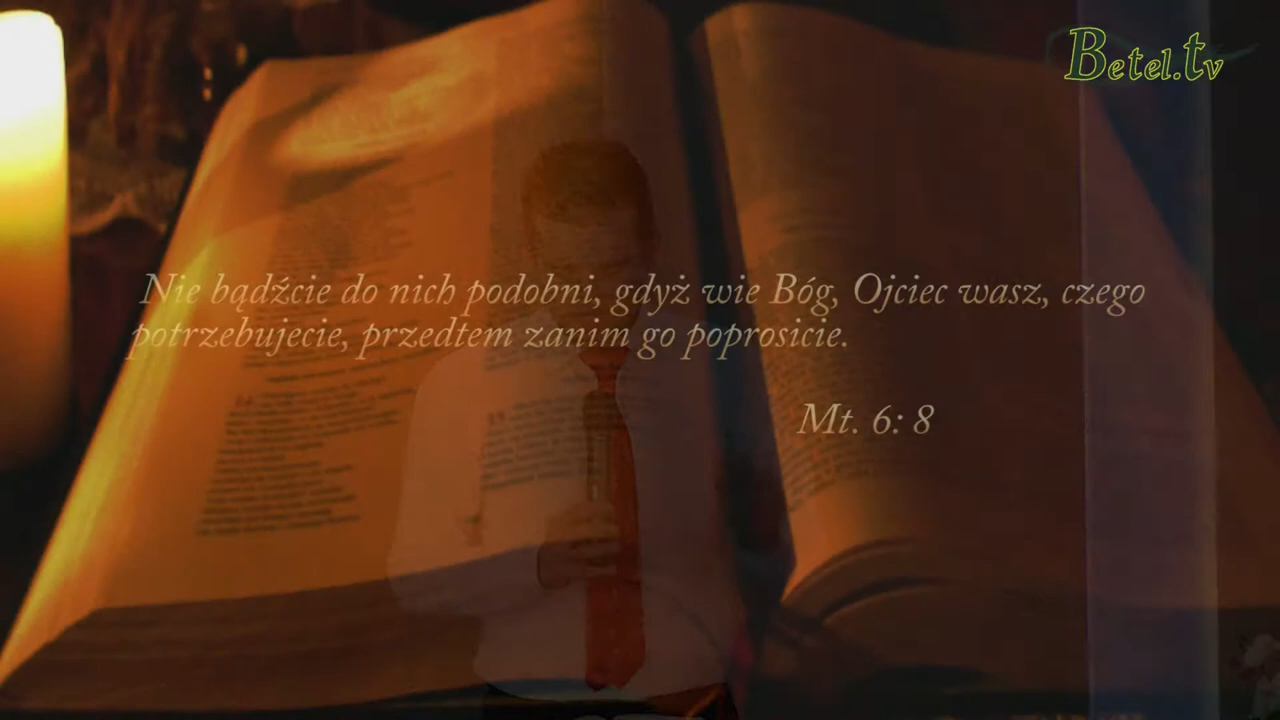 Betel.tv
Nie bądźcie do nich podobni, gdyż wie Bóg, Ojciec wasz, czego
potrzebujecie, przedtem zanim go poprosicie.
Mt. 6: 8